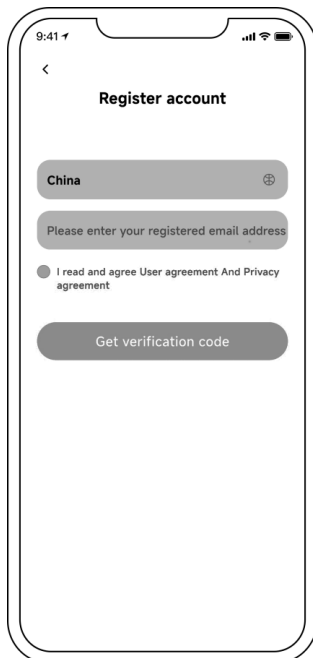 9:41
Register account
China
Please enter your registered email address
I read and agree User agreement And Privacy
agreement
Get verification code